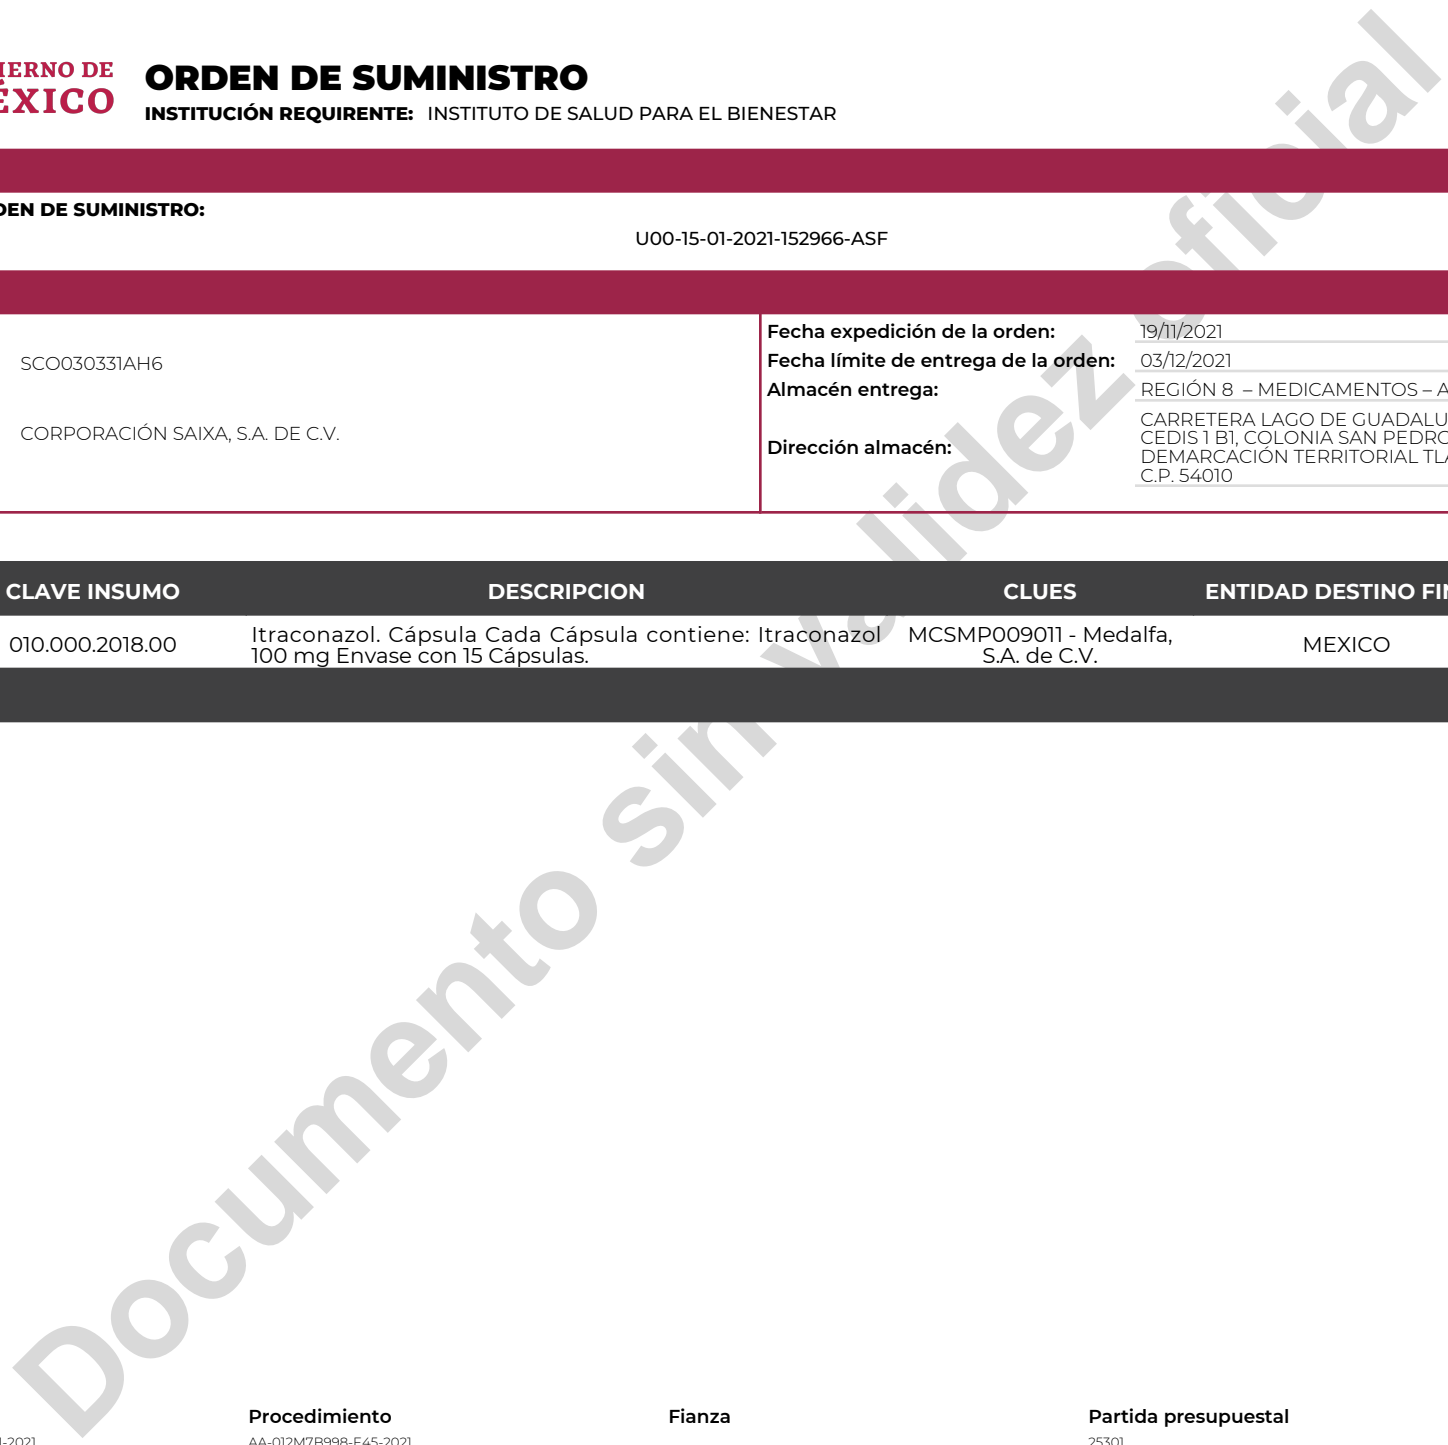 IERNO DE
ÉXICO
ORDEN DE SUMINISTRO
INSTITUCIÓN REQUIRENTE: INSTITUTO DE SALUD PARA EL BIENESTAR
DEN DE SUMINISTRO:
U00-15-01-2021-152966-ASF
SCO030331AH6
CORPORACIÓN SAIXA, S.A. DE C.V.
Fecha expedición de la orden: 19/11/2021
Fecha límite de entrega de la orden: 03/12/2021
Almacén entrega: REGIÓN 8 – MEDICAMENTOS – A
Dirección almacén:
CARRETERA LAGO DE GUADALU
CEDIS 1 B1, COLONIA SAN PEDRO
DEMARCACIÓN TERRITORIAL TLA
C.P. 54010
CLAVE INSUMO DESCRIPCION CLUES ENTIDAD DESTINO FIN
010.000.2018.00
Itraconazol. Cápsula Cada Cápsula contiene: Itraconazol
100 mg Envase con 15 Cápsulas.
MCSMP009011 - Medalfa,
S.A. de C.V.
MEXICO
Documento sin validez oficial
Procedimiento Fianza Partida presupuestal
1-2021 AA-012M7B998-E45-2021 25301